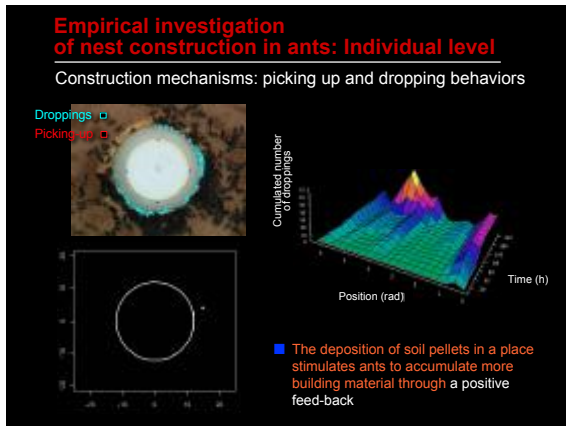 Empirical investigation
of nest construction in ants: Individual level
Construction mechanisms: picking up and dropping behaviors
Droppings
Picking-up
Cumulated number
of droppings
Position (rad)
Time (h)
The deposition of soil pellets in a place
stimulates ants to accumulate more
building material through a positive
feed-back